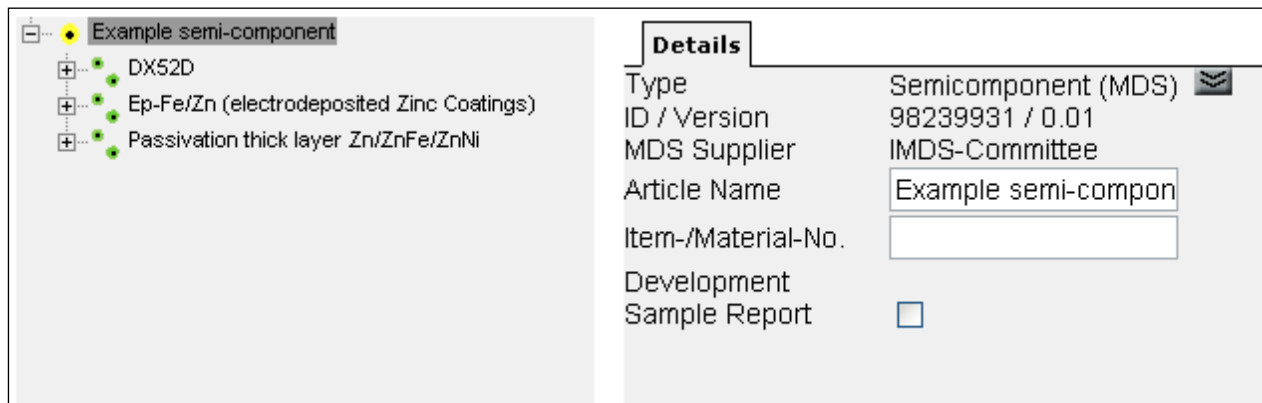 Example semi-component
DX52D
Ep-Fe/Zn (electrodeposited Zinc Coatings)
Passivation thick layer Zn/ZnFe/ZnNi
Details
Type Semicomponent (MDS)
ID / Version 98239931 / 0.01
MDS Supplier IMDS-Committee
Article Name Example semi-compon
Item-/Material-No.
Development
Sample Report